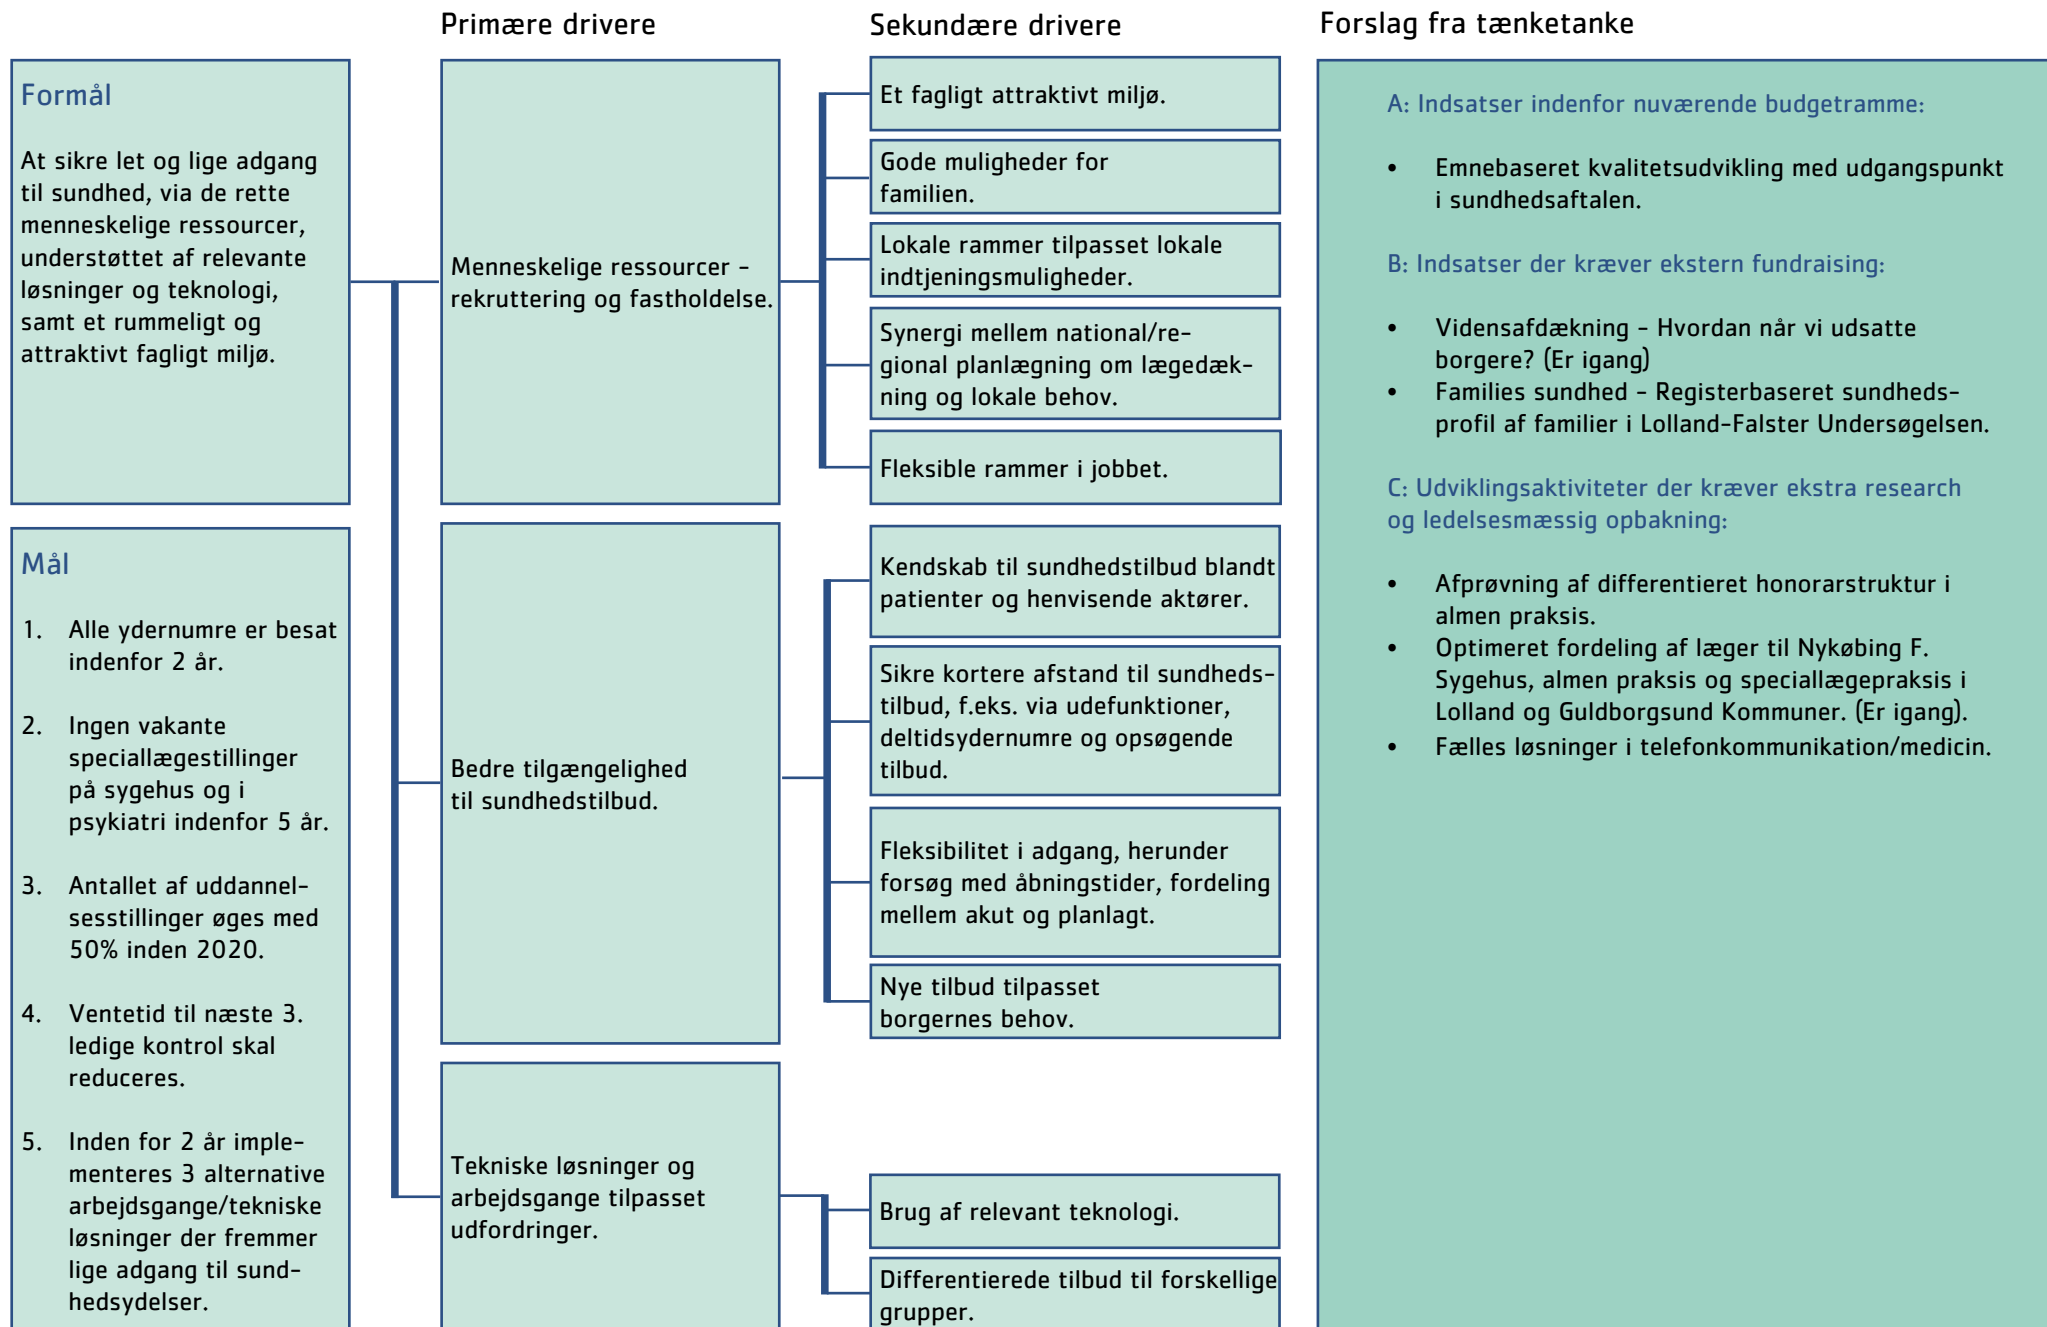 Primære drivere
Sekundære drivere
Forslag fra tænketanke
Formål
At sikre let og lige adgang
til sundhed, via de rette
menneskelige ressourcer,
understøttet af relevante
løsninger og teknologi,
samt et rummeligt og
attraktivt fagligt miljø.
Mål
1. Alle ydernumre er besat
indenfor 2 år.
2. Ingen vakante
speciallægestillinger
på sygehus og i
psykiatri indenfor 5 år.
3. Antallet af uddannel-
sesstillinger øges med
50% inden 2020.
4. Ventetid til næste 3.
ledige kontrol skal
reduceres.
5. Inden for 2 år imple-
menteres 3 alternative
arbejdsgange/tekniske
løsninger der fremmer
lige adgang til sund-
hedsydelser.
Menneskelige ressourcer -
rekruttering og fastholdelse.
Bedre tilgængelighed
til sundhedstilbud.
Tekniske løsninger og
arbejdsgange tilpasset
udfordringer.
Et fagligt attraktivt miljø.
Gode muligheder for
familien.
Lokale rammer tilpasset lokale
indtjeningsmuligheder.
Synergi mellem national/re-
gional planlægning om lægedæk-
ning og lokale behov.
Fleksible rammer i jobbet.
Kendskab til sundhedstilbud blandt
patienter og henvisende aktører.
Sikre kortere afstand til sundheds-
tilbud, f.eks. via udefunktioner,
deltidsydernumre og opsøgende
tilbud.
Fleksibilitet i adgang, herunder
forsøg med åbningstider, fordeling
mellem akut og planlagt.
Nye tilbud tilpasset
borgernes behov.
Brug af relevant teknologi.
Differentierede tilbud til forskellige
grupper.
A: Indsatser indenfor nuværende budgetramme:
• Emnebaseret kvalitetsudvikling med udgangspunkt
i sundhedsaftalen.
B: Indsatser der kræver ekstern fundraising:
• Vidensafdækning - Hvordan når vi udsatte
borgere? (Er igang)
• Families sundhed - Registerbaseret sundheds-
profil af familier i Lolland-Falster Undersøgelsen.
C: Udviklingsaktiviteter der kræver ekstra research
og ledelsesmæssig opbakning:
• Afprøvning af differentieret honorarstruktur i
almen praksis.
• Optimeret fordeling af læger til Nykøbing F.
Sygehus, almen praksis og speciallægepraksis i
Lolland og Guldborgsund Kommuner. (Er igang).
• Fælles løsninger i telefonkommunikation/medicin.